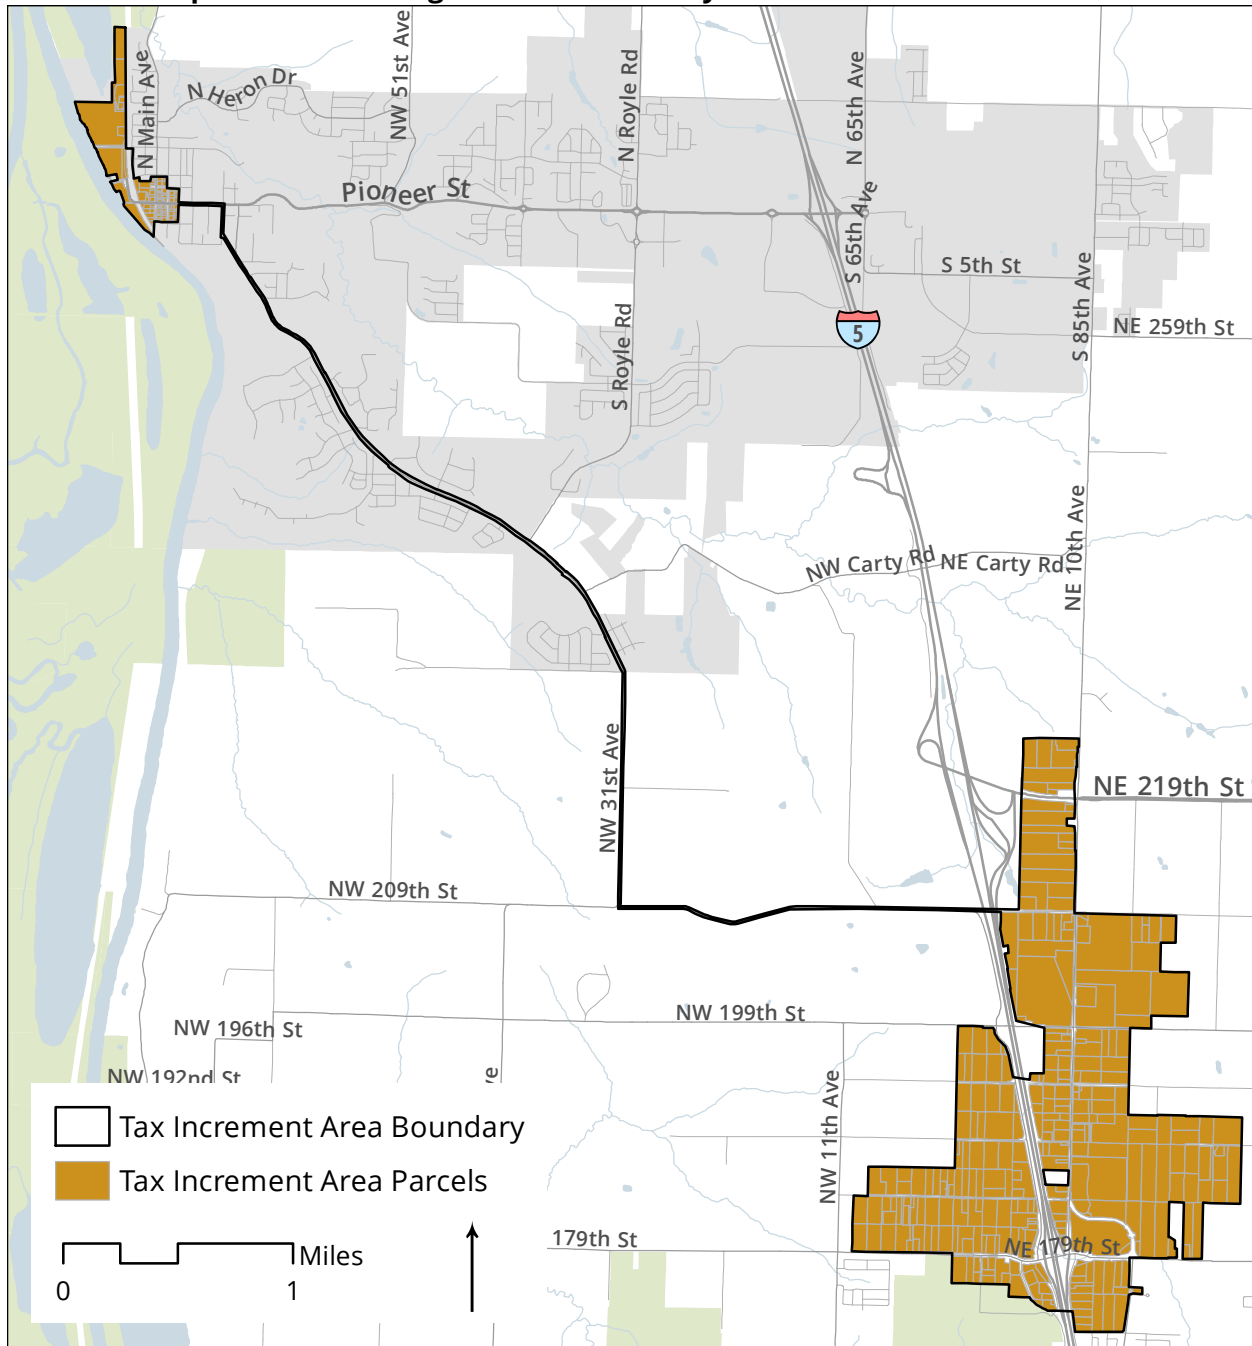 N Main Ave
N Heron Dr
NW 51st Ave
N Royle Rd
N 65th Ave
Pioneer St
S 65th Ave
S 5th St
S 85th Ave
NE 259th St
5
S Royle Rd
NW Carty Rd
NE Carty Rd
NE 10th Ave
NW 31st Ave
NE 219th St
NW 209th St
NW 199th St
NW 196th St
NW 192nd St
ve
NW 11th Ave
179th St
NE 179th St
Tax Increment Area Boundary
Tax Increment Area Parcels
Miles
0 1